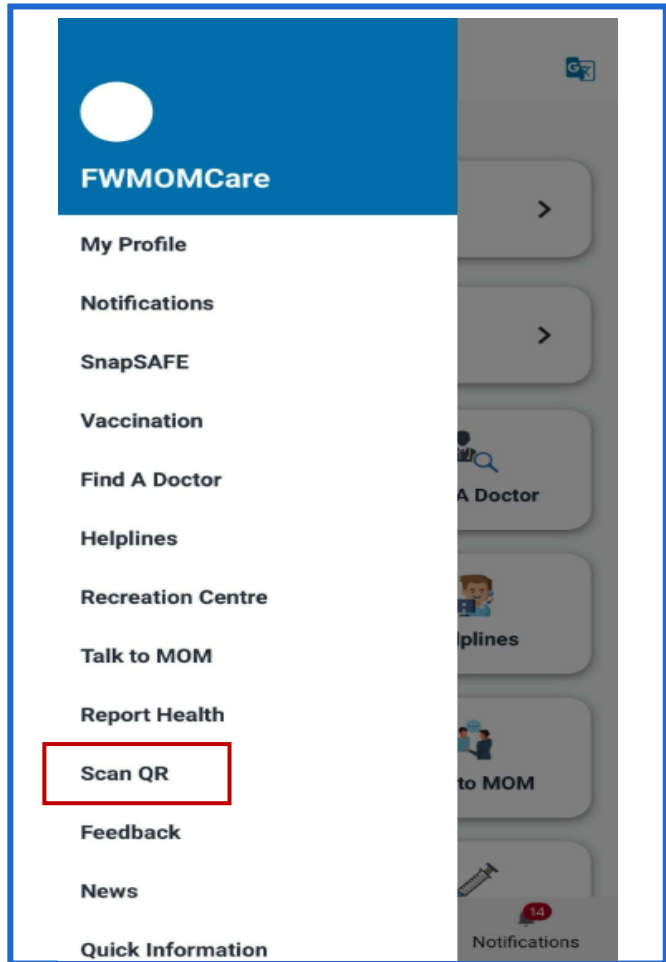 FWMOMCare
My Profile
Notifications
SnapSAFE
Vaccination
Find A Doctor
Helplines
Recreation Centre
Talk to MOM
Report Health
Scan QR
Feedback
News
Quick Information
G
A Doctor
lplines
to MOM
14
Notifications